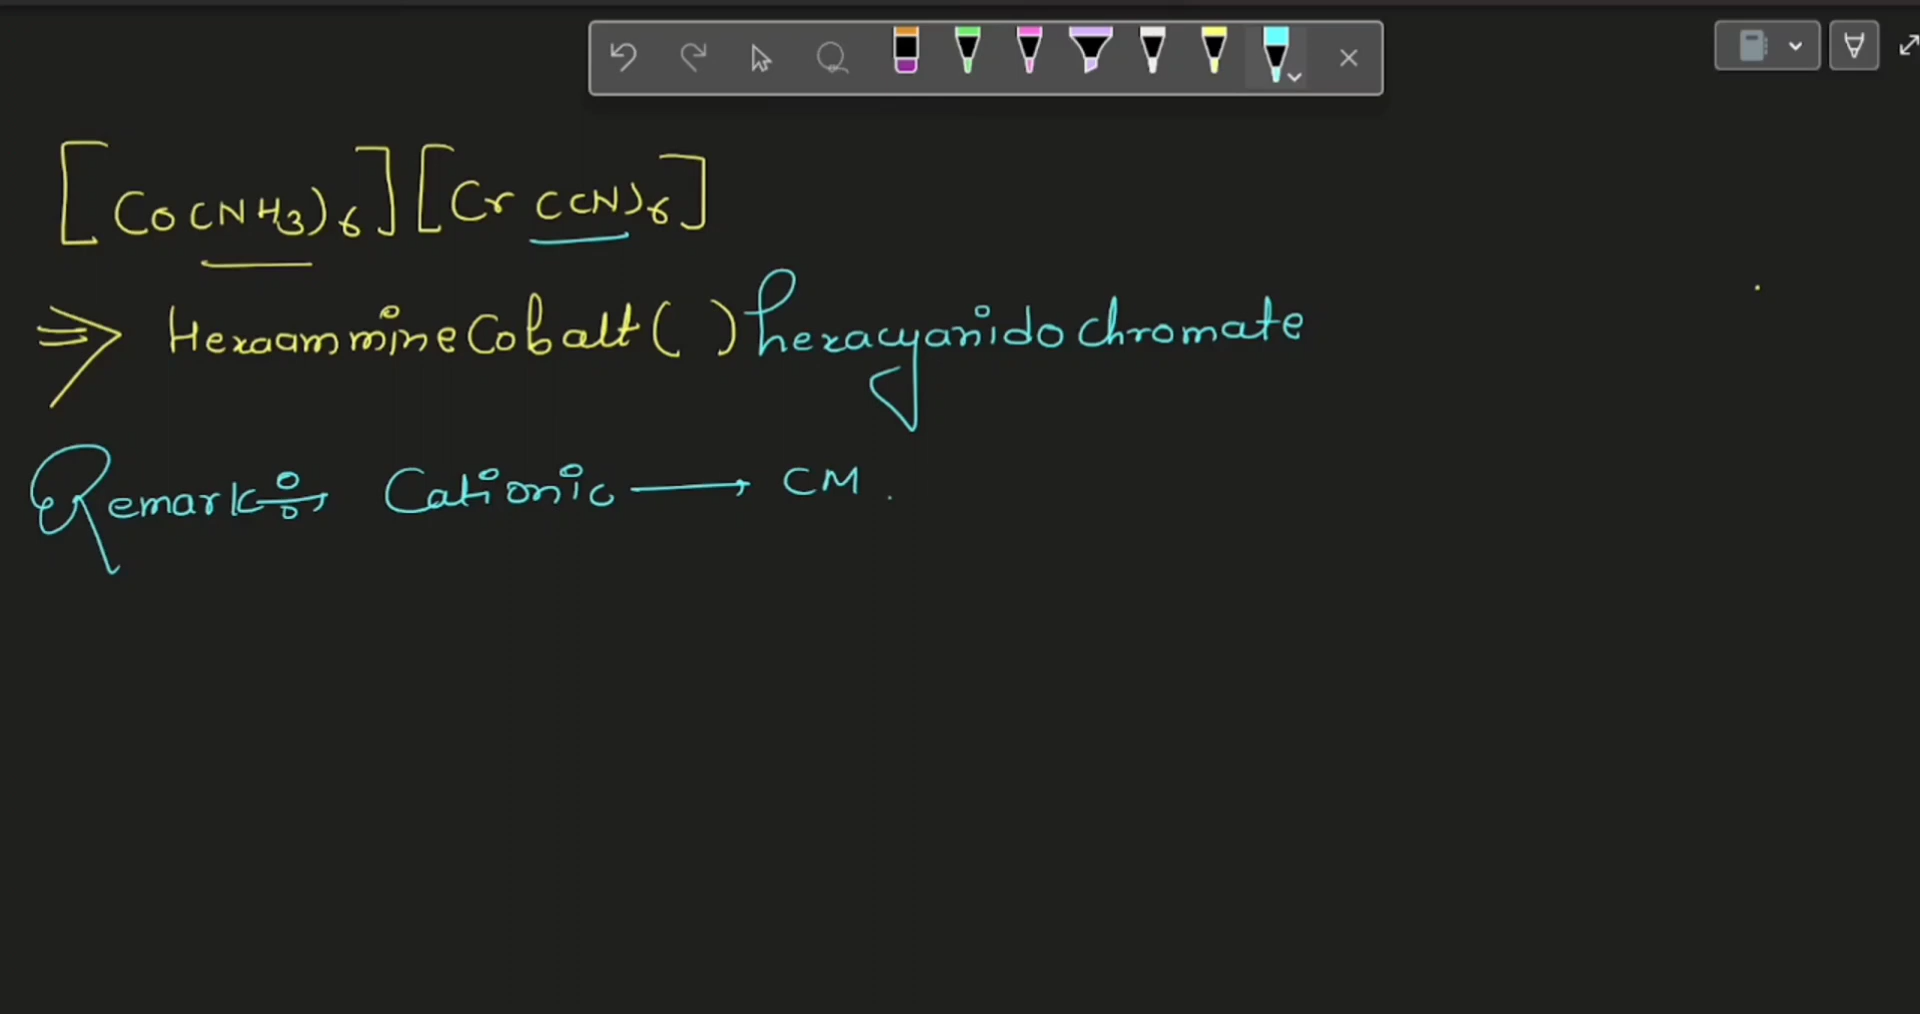 [Co(NH3)6][Cr(CN)6]
⇒ Hexaammine Cobalt( ) hexacyanido chromate
Remark÷ Cationic → CM.